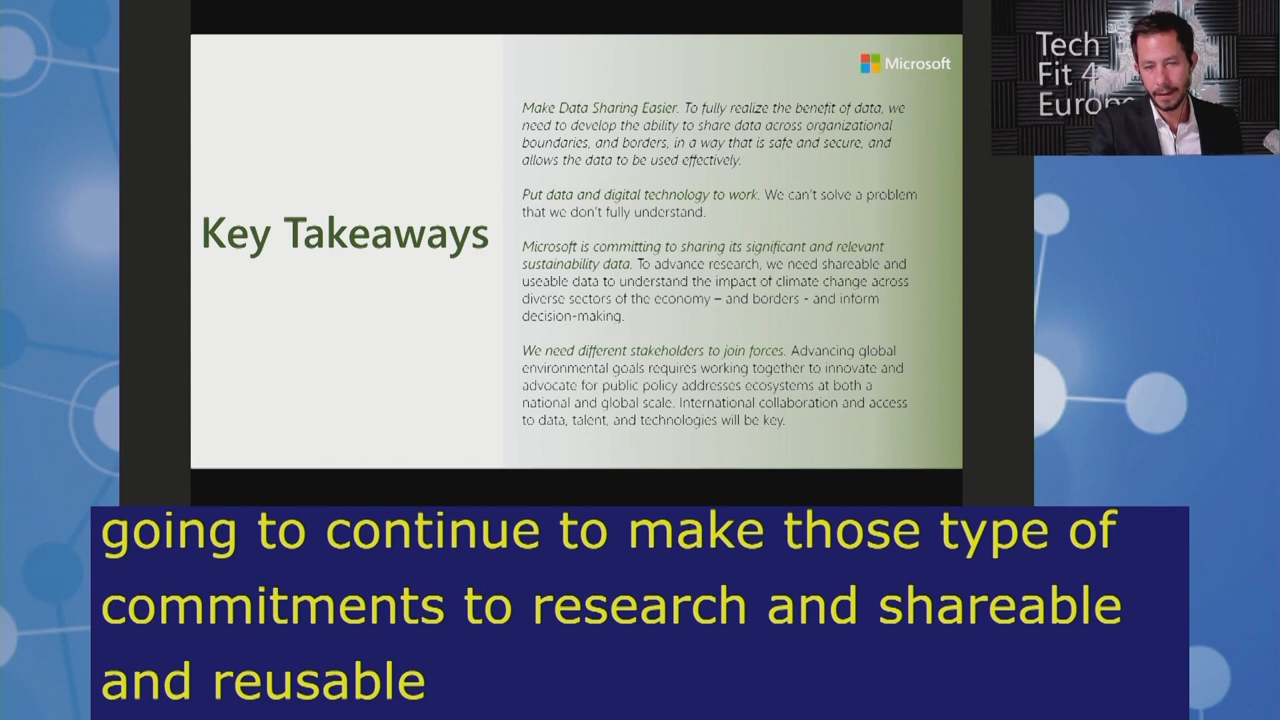 Microsoft
Tech
Fit 4
Europe
Key Takeaways
Make Data Sharing Easier. To fully realize the benefit of data, we
need to develop the ability to share data across organizational
boundaries, and borders, in a way that is safe and secure, and
allows the data to be used effectively.
Put data and digital technology to work. We can't solve a problem
that we don't fully understand.
Microsoft is committing to sharing its significant and relevant
sustainability data. To advance research, we need shareable and
useable data to understand the impact of climate change across
diverse sectors of the economy – and borders - and inform
decision-making.
We need different stakeholders to join forces. Advancing global
environmental goals requires working together to innovate and
advocate for public policy addresses ecosystems at both a
national and global scale. International collaboration and access
to data, talent, and technologies will be key.
going to continue to make those type of
commitments to research and shareable
and reusable